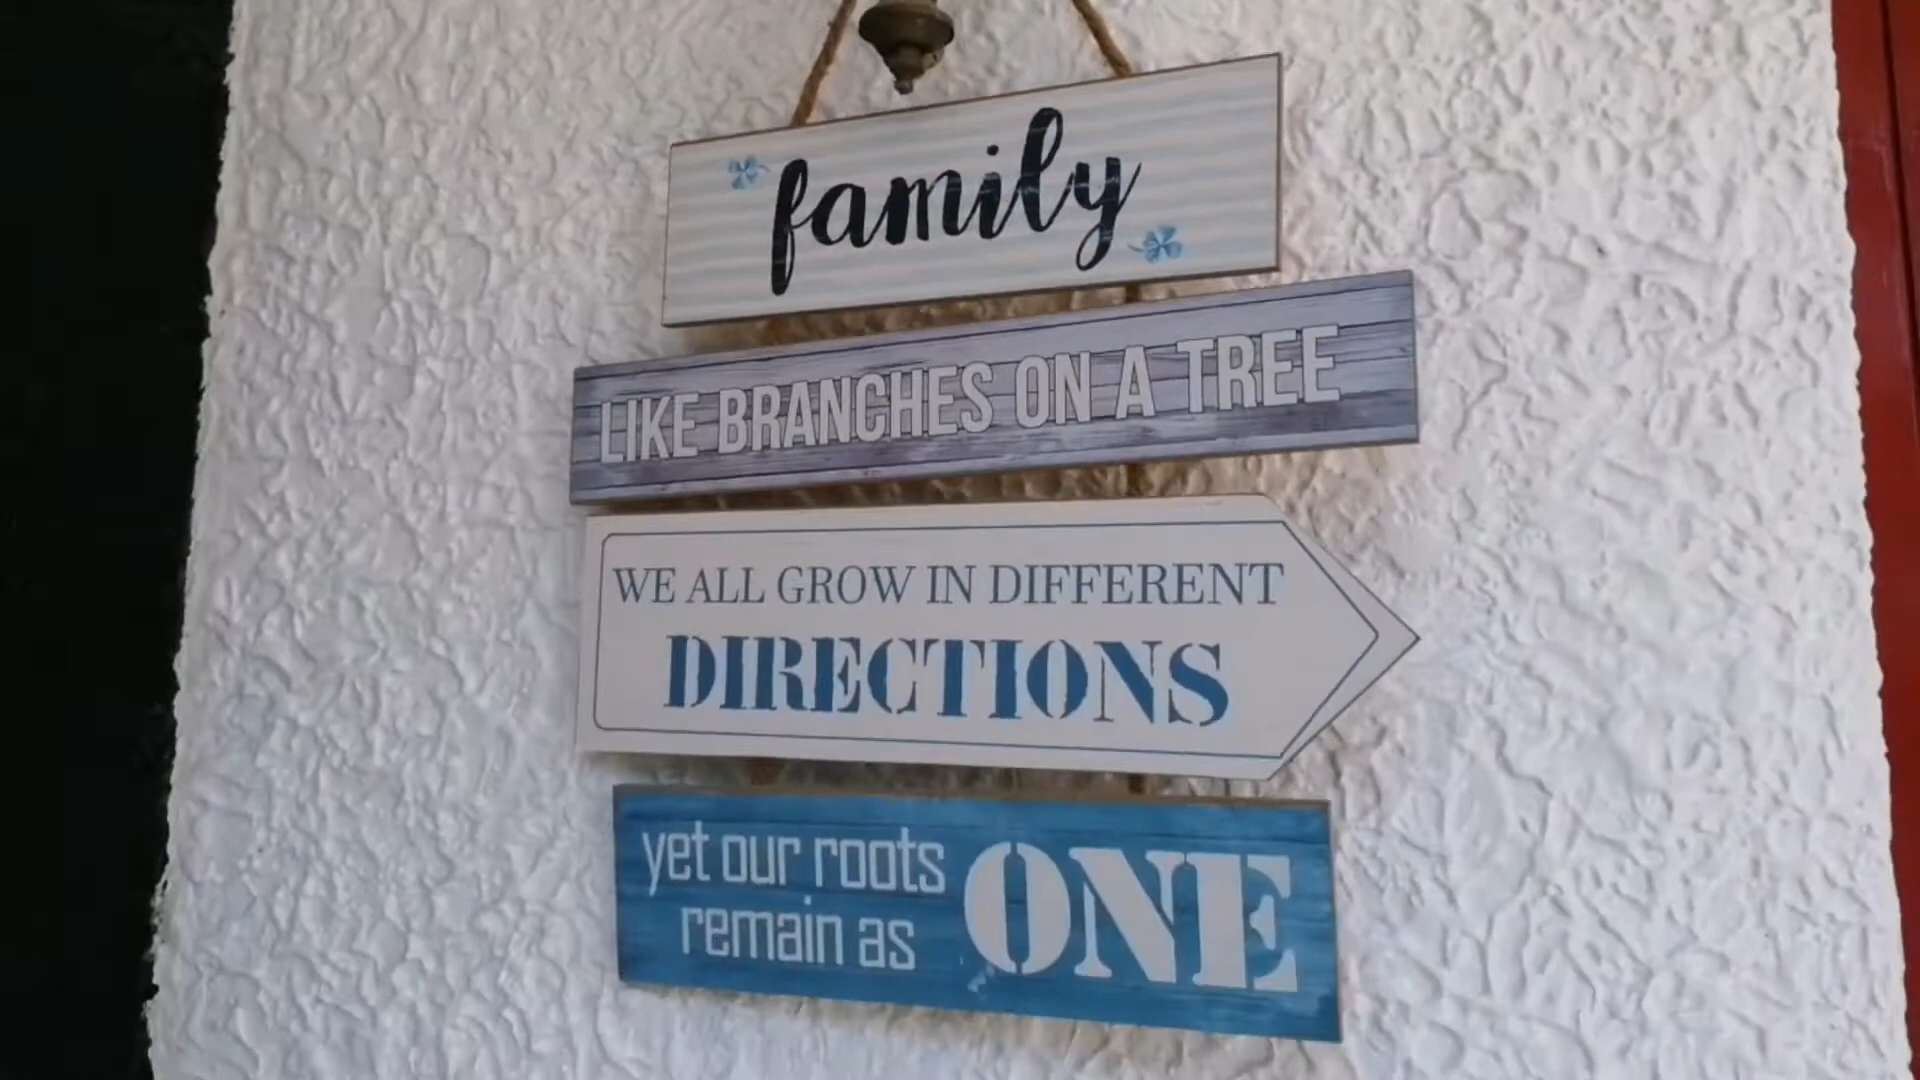 family
LIKE BRANCHES ON A TREE
WE ALL GROW IN DIFFERENT
DIRECTIONS
yet our roots
remain as ONE